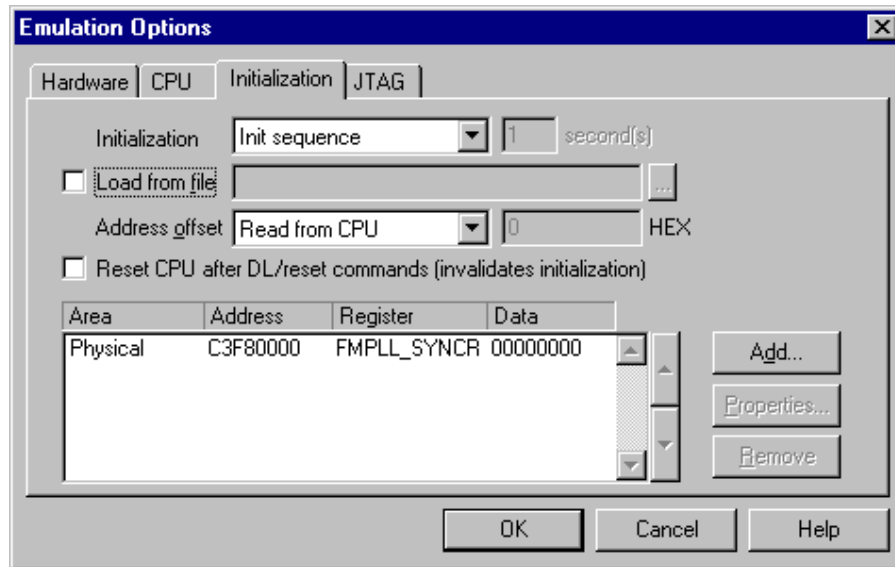 Emulation Options
Hardware CPU Initialization JTAG
Initialization Init sequence 1 second(s)
Load from file ...
Address offset Read from CPU 0 HEX
Reset CPU after DL/reset commands (invalidates initialization)
Area Address Register Data
Physical C3F80000 FMPLL_SYNCR 00000000
Add...
Properties...
Remove
OK Cancel Help